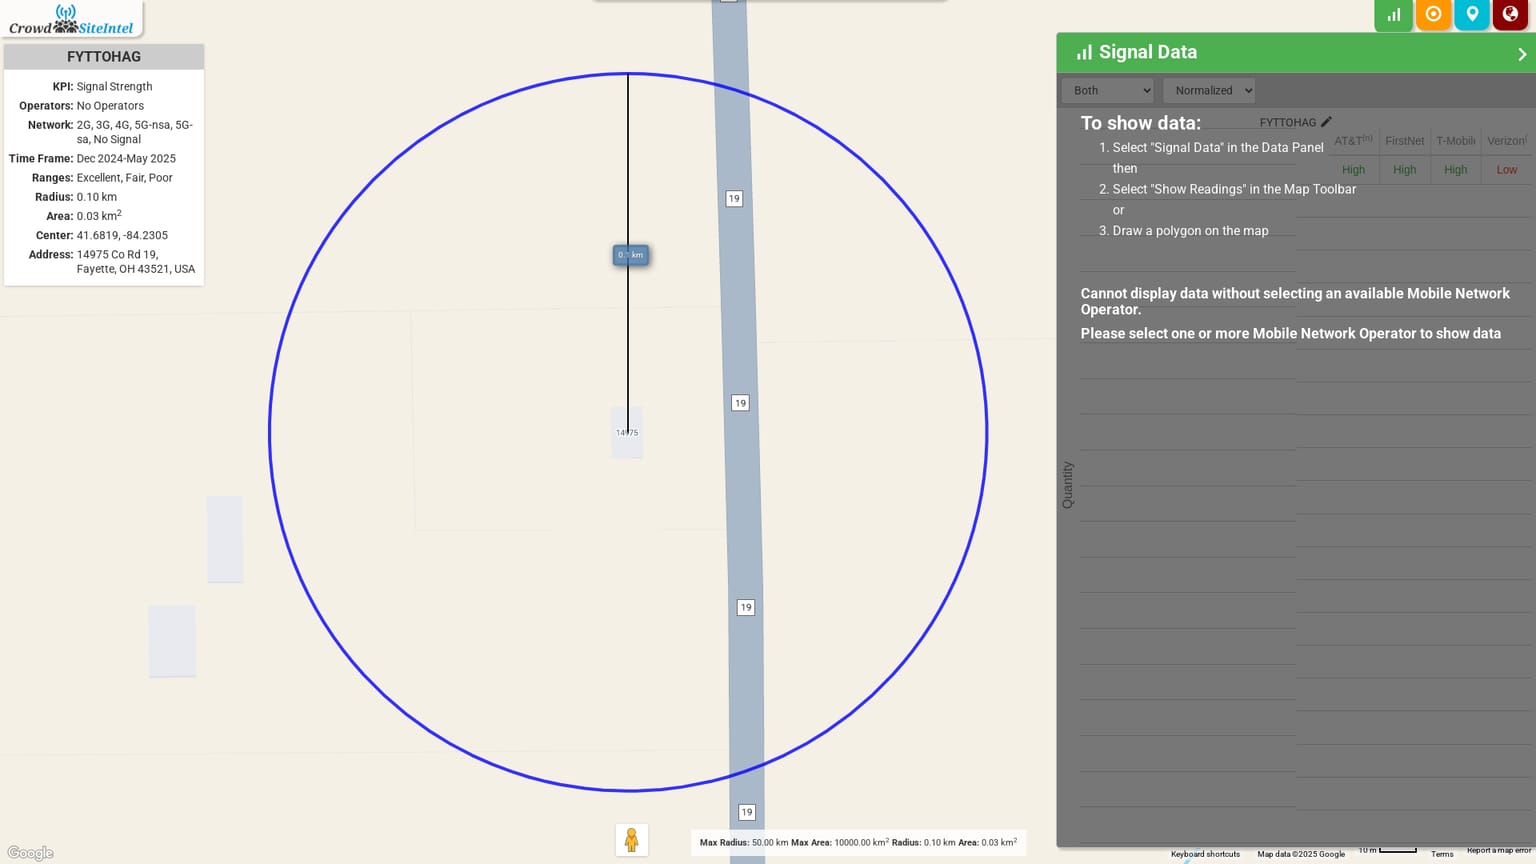 Crowd SiteIntel
FYTTOHAG
KPI: Signal Strength
Operators: No Operators
Network: 2G, 3G, 4G, 5G-nsa, 5G-
sa, No Signal
Time Frame: Dec 2024-May 2025
Ranges: Excellent, Fair, Poor
Radius: 0.10 km
Area: 0.03 km²
Center: 41.6819, -84.2305
Address: 14975 Co Rd 19,
Fayette, OH 43521, USA
19
0.1 km
19
14975
19
19
Signal Data
Both Normalized
To show data:
FYTTOHAG
1. Select "Signal Data" in the Data Panel
then
2. Select "Show Readings" in the Map Toolbar
or
3. Draw a polygon on the map
AT&T(n) FirstNet T-Mobile Verizon
High High High Low
Cannot display data without selecting an available Mobile Network
Operator.
Please select one or more Mobile Network Operator to show data
Quantity
Max Radius: 50.00 km Max Area: 10000.00 km² Radius: 0.10 km Area: 0.03 km²
Google
Keyboard shortcuts Map data ©2025 Google 10 m Terms Report a map error